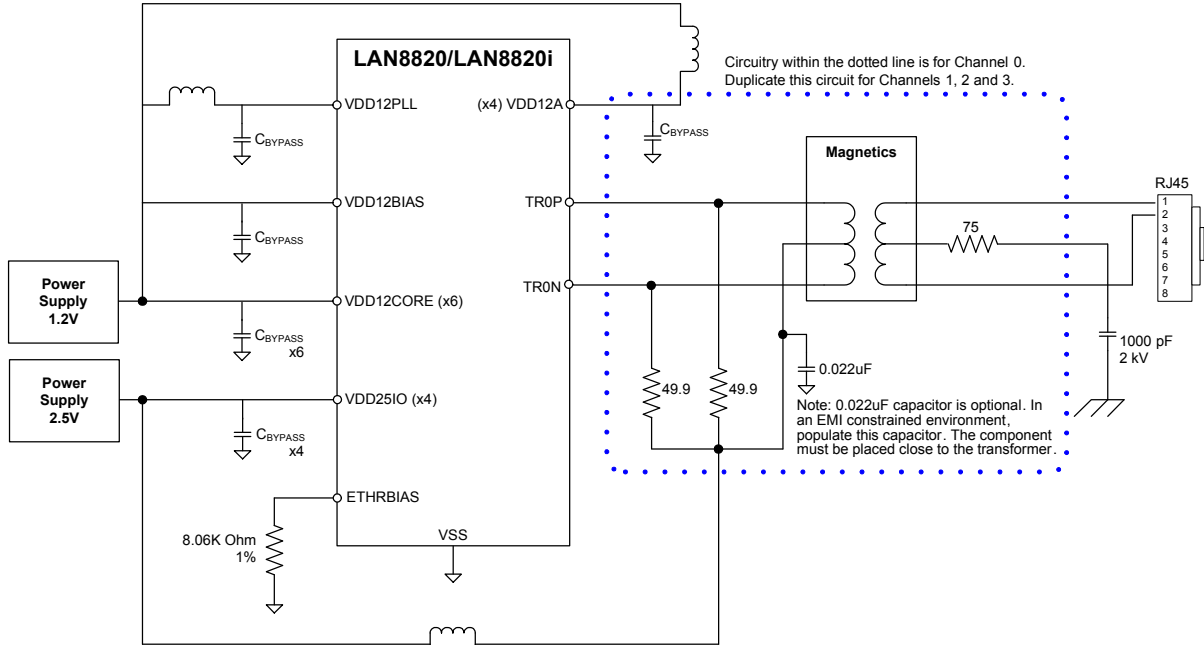 LAN8820/LAN8820i
Circuitry within the dotted line is for Channel 0.
Duplicate this circuit for Channels 1, 2 and 3.
VDD12PLL
(x4) VDD12A
CBYPASS
CBYPASS
Magnetics
VDD12BIAS
TR0P
RJ45
1
2
3
4
5
6
7
8
75
CBYPASS
Power
Supply
1.2V
VDD12CORE (x6)
TR0N
CBYPASS
x6
1000 pF
2 kV
0.022uF
Power
Supply
2.5V
VDD25IO (x4)
49.9
49.9
CBYPASS
x4
Note: 0.022uF capacitor is optional. In
an EMI constrained environment,
populate this capacitor. The component
must be placed close to the transformer.
ETHRBIAS
8.06K Ohm
1%
VSS